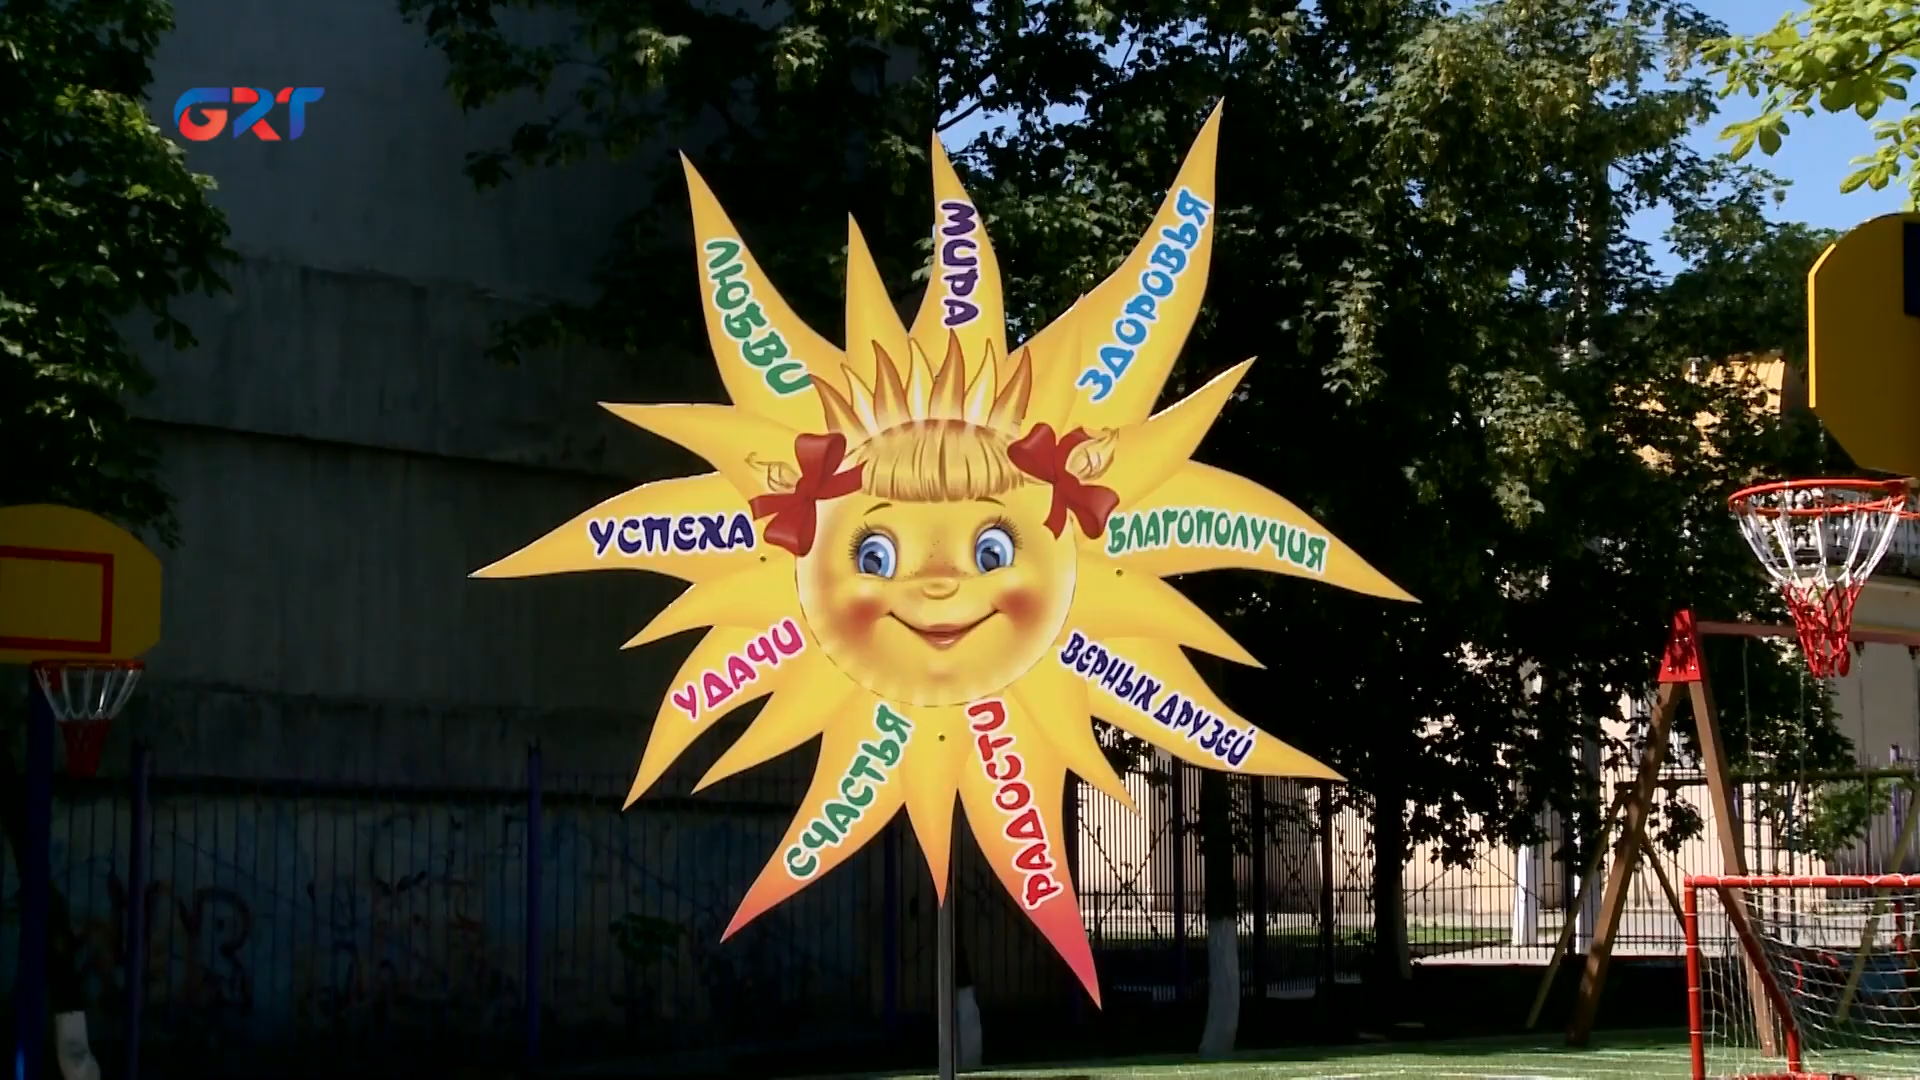 GRT
ЛЮБВИ
МИРА
ЗДОРОВЬЯ
УСПЕХА
БЛАГОПОЛУЧИЯ
УДАЧИ
ВЕРНЫХ ДРУЗЕЙ
СЧАСТЬЯ
РАДОСТИ